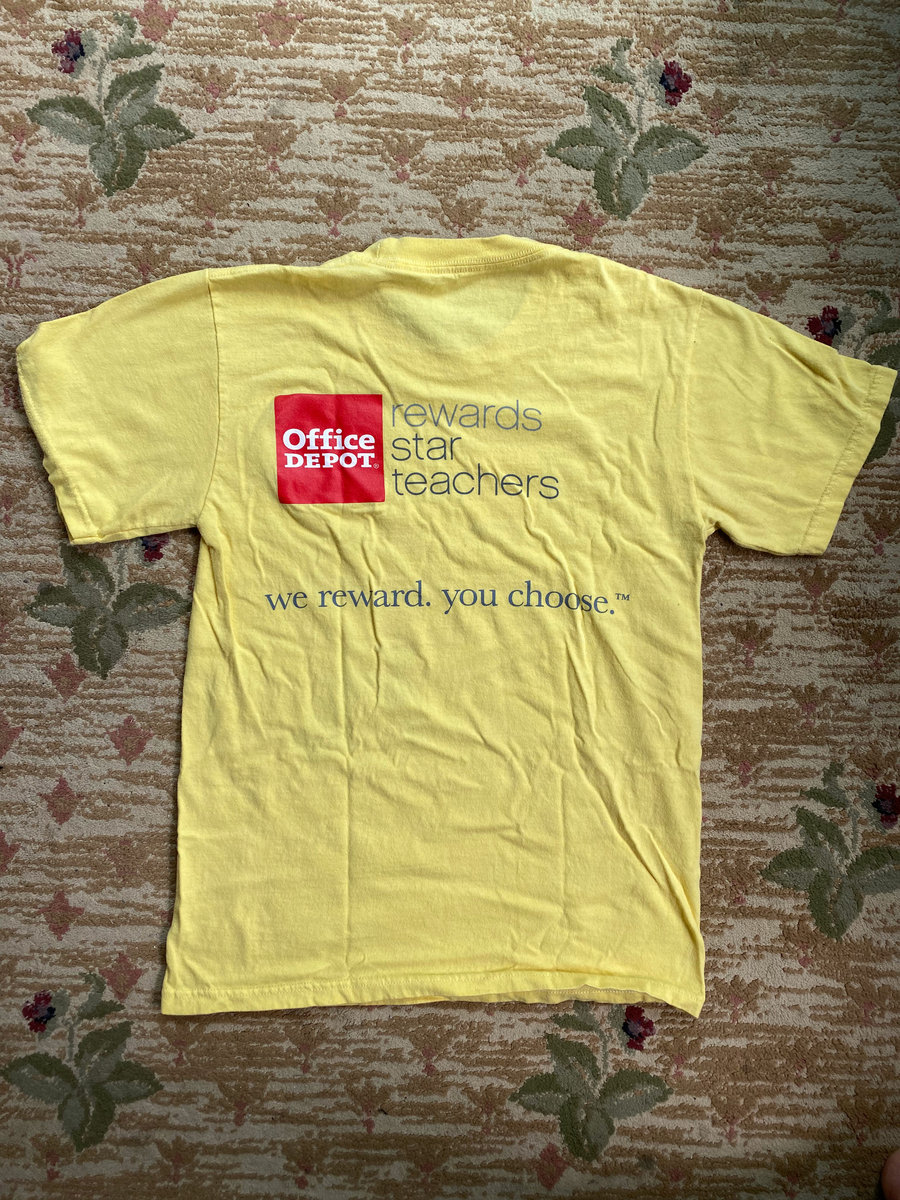 Office
DEPOT®
rewards
star
teachers
we reward. you choose.™